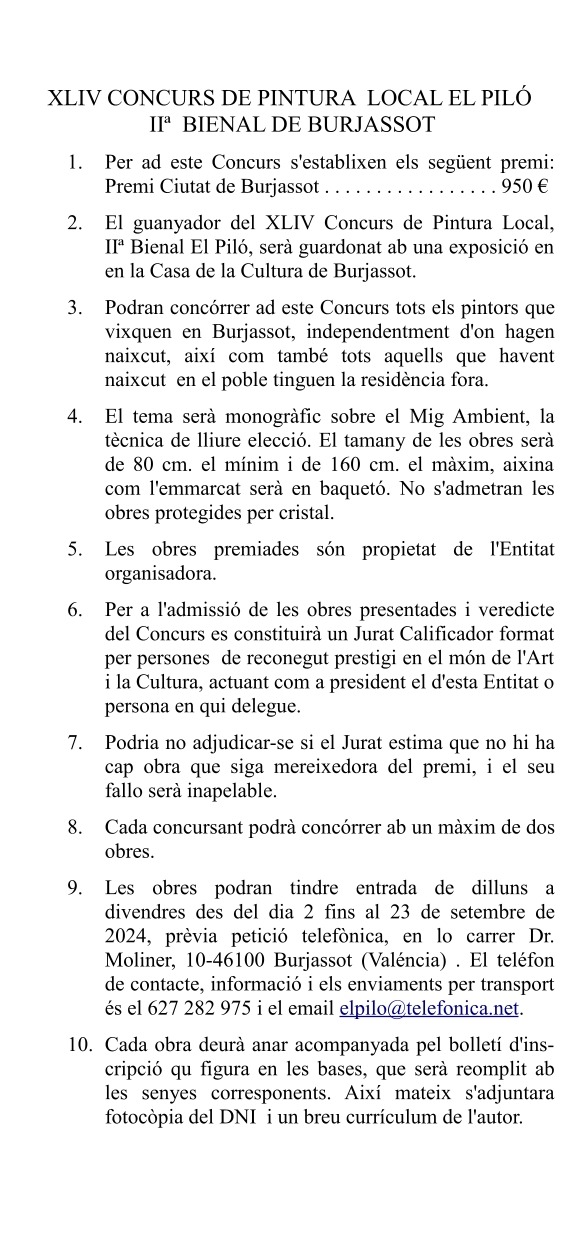 XLIV CONCURS DE PINTURA LOCAL EL PILÓ
IIª BIENAL DE BURJASSOT
1. Per ad este Concurs s'establixen els següent premi:
Premi Ciutat de Burjassot . . . . . . . . . . . . . . . . . 950 €
2. El guanyador del XLIV Concurs de Pintura Local,
IIª Bienal El Piló, serà guardonat ab una exposició en
en la Casa de la Cultura de Burjassot.
3. Podran concórrer ad este Concurs tots els pintors que
vixquen en Burjassot, independentment d'on hagen
naixcut, així com també tots aquells que havent
naixcut en el poble tinguen la residència fora.
4. El tema serà monogràfic sobre el Mig Ambient, la
tècnica de lliure elecció. El tamany de les obres serà
de 80 cm. el mínim i de 160 cm. el màxim, aixina
com l'emmarcat serà en baquetó. No s'admetran les
obres protegides per cristal.
5. Les obres premiades són propietat de l'Entitat
organisadora.
6. Per a l'admissió de les obres presentades i veredicte
del Concurs es constituirà un Jurat Calificador format
per persones de reconegut prestigi en el món de l'Art
i la Cultura, actuant com a president el d'esta Entitat o
persona en qui delegue.
7. Podria no adjudicar-se si el Jurat estima que no hi ha
cap obra que siga mereixedora del premi, i el seu
fallo serà inapelable.
8. Cada concursant podrà concórrer ab un màxim de dos
obres.
9. Les obres podran tindre entrada de dilluns a
divendres des del dia 2 fins al 23 de setembre de
2024, prèvia petició telefònica, en lo carrer Dr.
Moliner, 10-46100 Burjassot (Valéncia) . El teléfon
de contacte, informació i els enviaments per transport
és el 627 282 975 i el email elpilo@telefonica.net.
10. Cada obra deurà anar acompanyada pel bolletí d'ins-
cripció qu figura en les bases, que serà reomplit ab
les senyes corresponents. Així mateix s'adjuntara
fotocòpia del DNI i un breu currículum de l'autor.